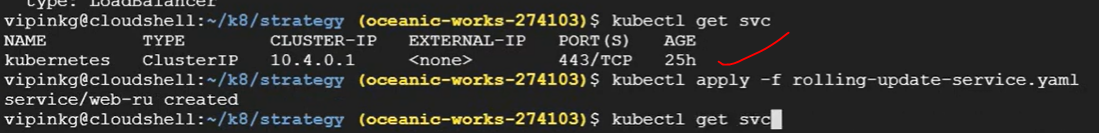 type: LoadBalancer
vipinkg@cloudshell:~/k8/strategy (oceanic-works-274103)$ kubectl get svc
NAME TYPE CLUSTER-IP EXTERNAL-IP PORT(S) AGE
kubernetes ClusterIP 10.4.0.1 <none> 443/TCP 25h
vipinkg@cloudshell:~/k8/strategy (oceanic-works-274103)$ kubectl apply -f rolling-update-service.yaml
service/web-ru created
vipinkg@cloudshell:~/k8/strategy (oceanic-works-274103)$ kubectl get svc